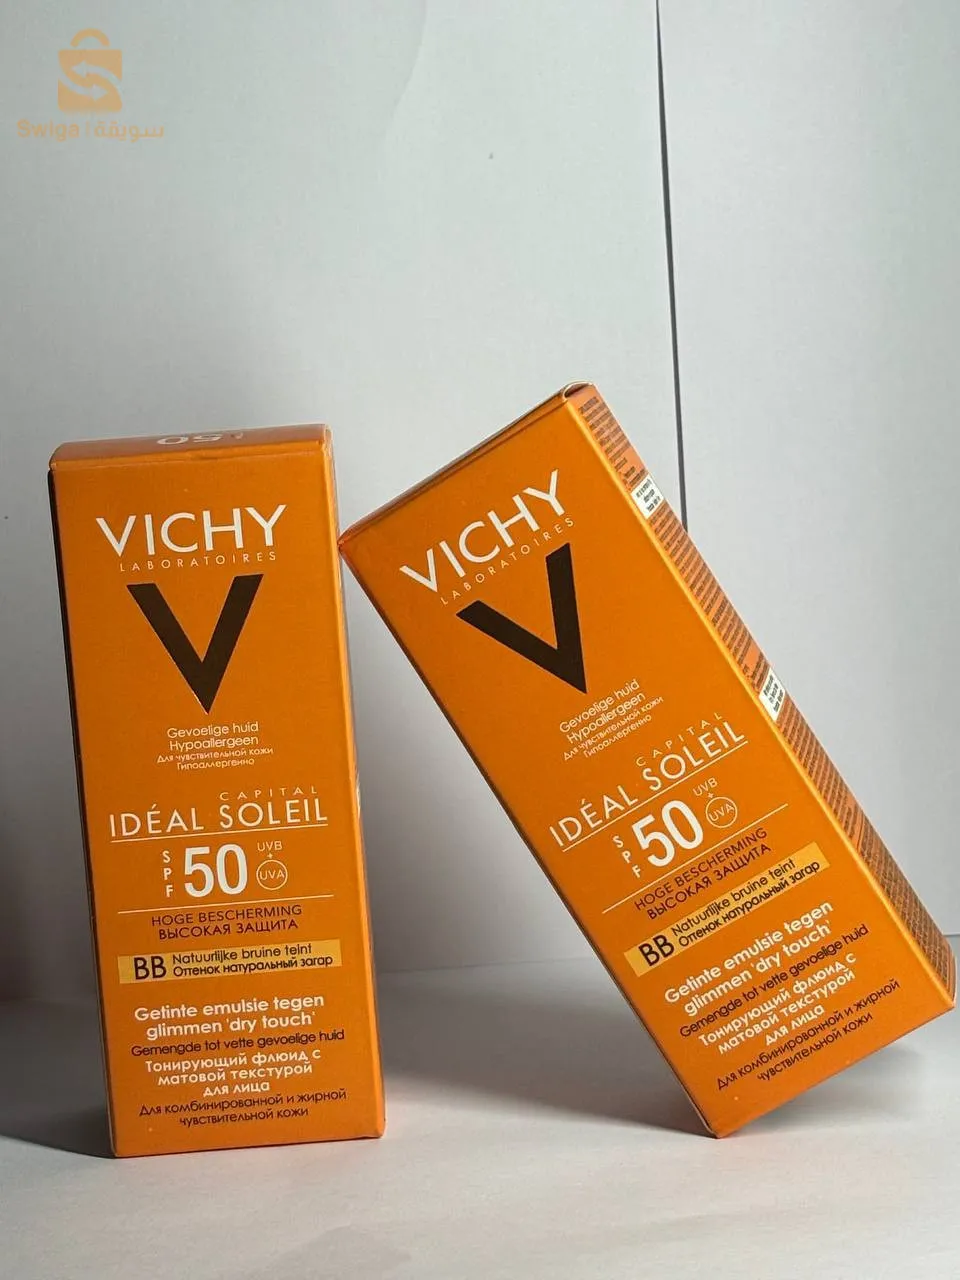 Swiqa سويقة
50
VICHY
LABORATOIRES
V
Gevoelige huid
Hypoallergeen
Для чувствительной кожи
Гипоаллергенно
CAPITAL
IDÉAL SOLEIL
SPF 50 UVB + UVA
HOGE BESCHERMING
ВЫСОКАЯ ЗАЩИТА
BB Natuurlijke bruine teint
Оттенок натуральный загар
Getinte emulsie tegen
glimmen 'dry touch'
Gemengde tot vette gevoelige huid
Тонирующий флюид с
матовой текстурой
для лица
Для комбинированной и жирной
чувствительной кожи
VICHY
LABORATOIRES
V
Gevoelige huid
Hypoallergeen
Для чувствительной кожи
Гипоаллергенно
CAPITAL
IDÉAL SOLEIL
SPF 50 UVB + UVA
HOGE BESCHERMING
ВЫСОКАЯ ЗАЩИТА
BB Natuurlijke bruine teint
Оттенок натуральный загар
Getinte emulsie tegen
glimmen 'dry touch'
Gemengde tot vette gevoelige huid
Тонирующий флюид с
матовой текстурой
для лица
Для комбинированной и жирной
чувствительной кожи